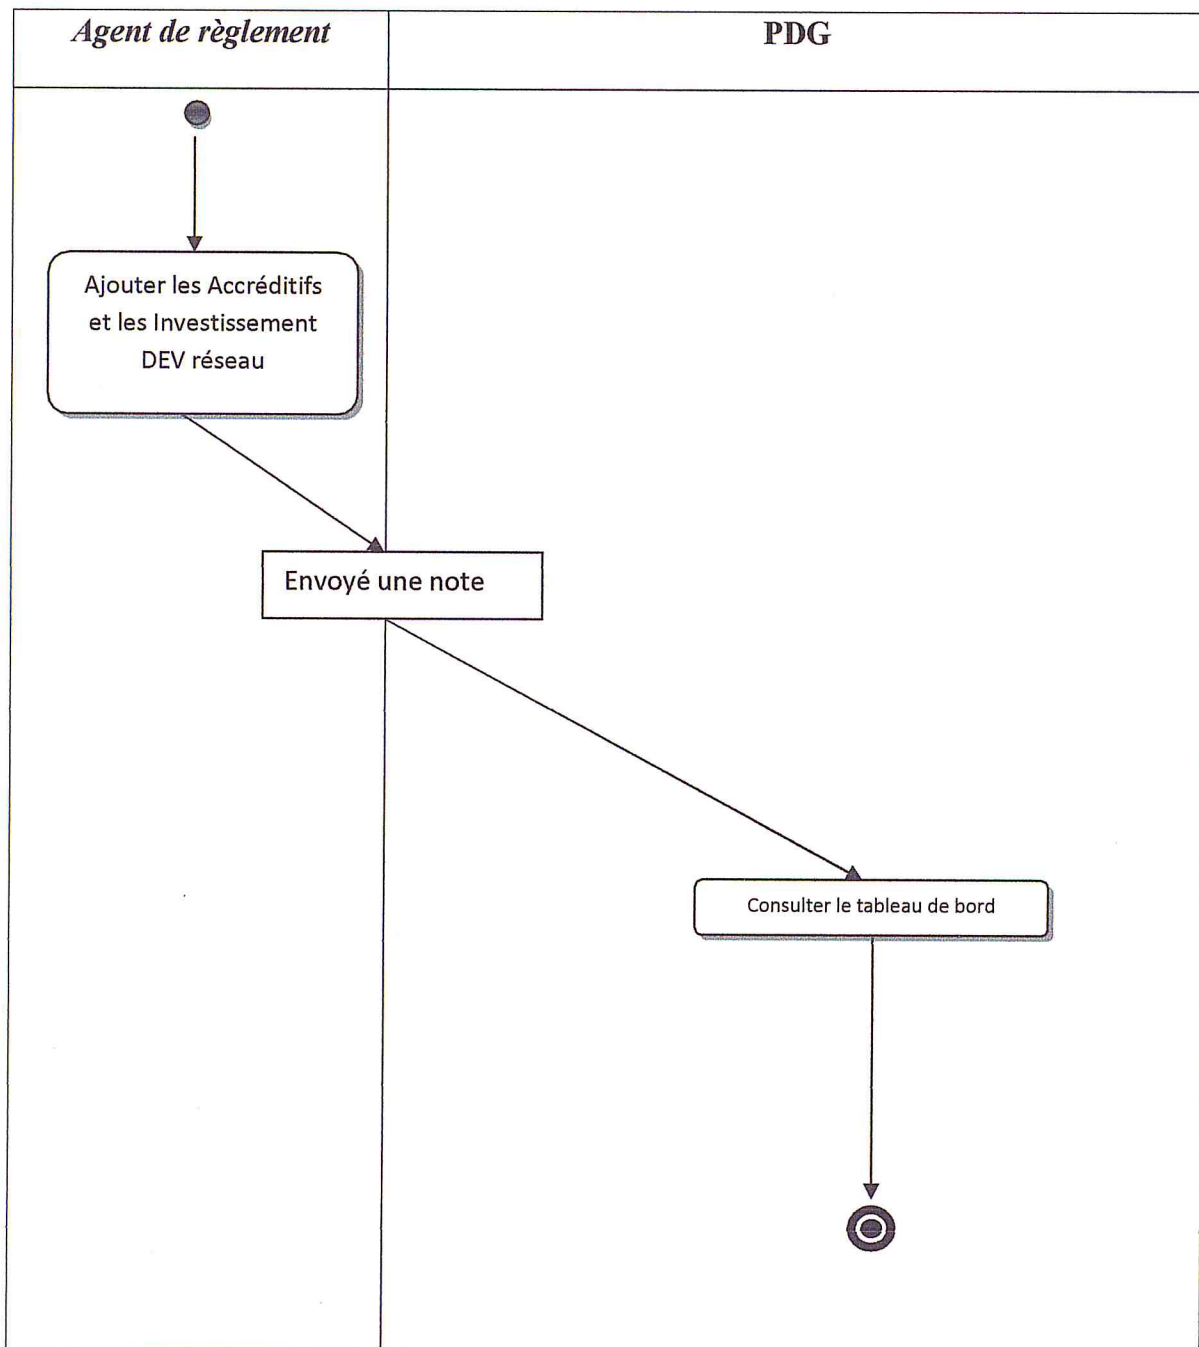 Agent de règlement
PDG
Ajouter les Accréditifs
et les Investissement
DEV réseau
Envoyé une note
Consulter le tableau de bord